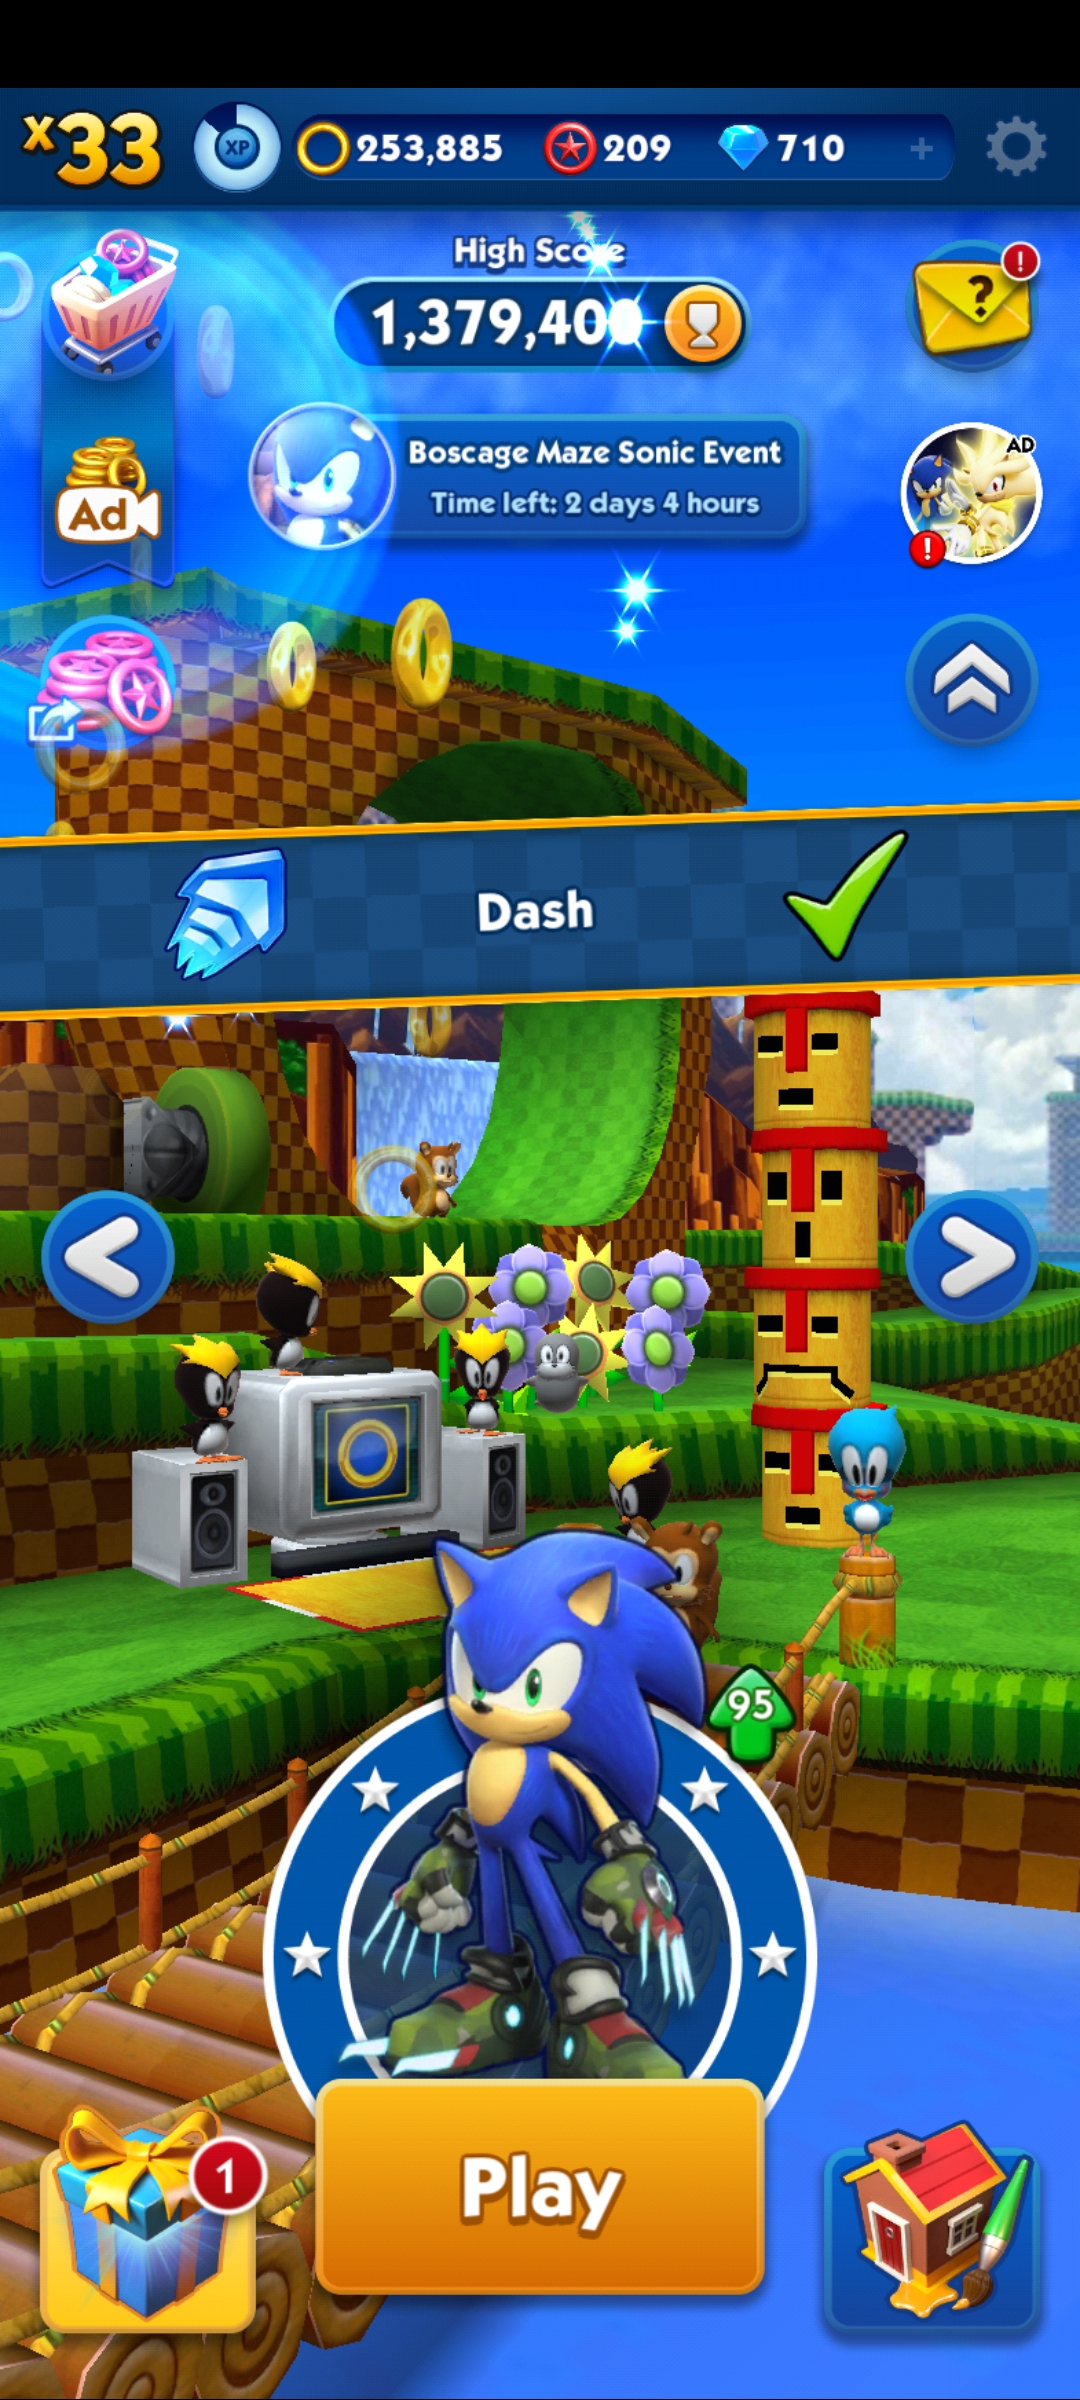 x33
XP
253,885
209
710
+
High Score
1,379,400
?
!
Boscage Maze Sonic Event
Time left: 2 days 4 hours
AD
!
Ad
Dash
95
Play
1